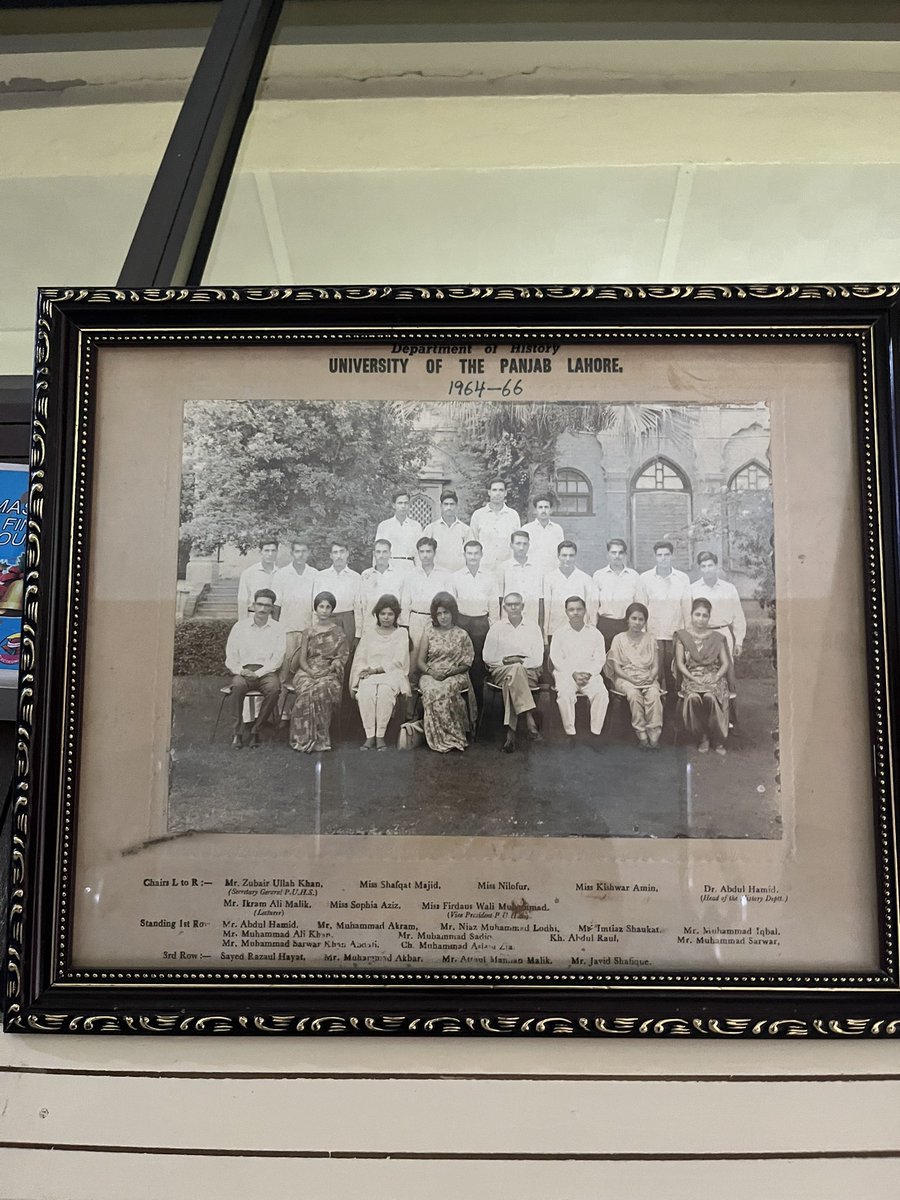 Department of History
UNIVERSITY OF THE PANJAB LAHORE.
1964-66
Chairs L to R :— Mr. Zubair Ullah Khan, Miss Shafqat Majid, Miss Nilofur, Miss Kishwar Amin, Dr. Abdul Hamid,
(Secretary General P.U.H.S.) (Head of the History Deptt.)
Mr. Ikram Ali Malik, Miss Sophia Aziz, Miss Firdaus Wali Muhammad,
(Lecturer) (Vice President P U H.S.)
Standing 1st Row Mr. Abdul Hamid, Mr. Muhammad Akram, Mr. Niaz Muhammad Lodhi, Mr. Imtiaz Shaukat, Mr. Muhammad Iqbal,
Mr. Muhammad Ali Khan, Mr. Muhammad Sadiq Kh. Abdul Rauf, Mr. Muhammad Sarwar,
Mr. Muhammad Sarwar Khan Ch. Muhammad Aslam Zia.
3rd Row :— Sayed Razaul Hayat, Mr. Muhammad Akbar, Mr. Attaul Mannan Malik, Mr. Javid Shafique.